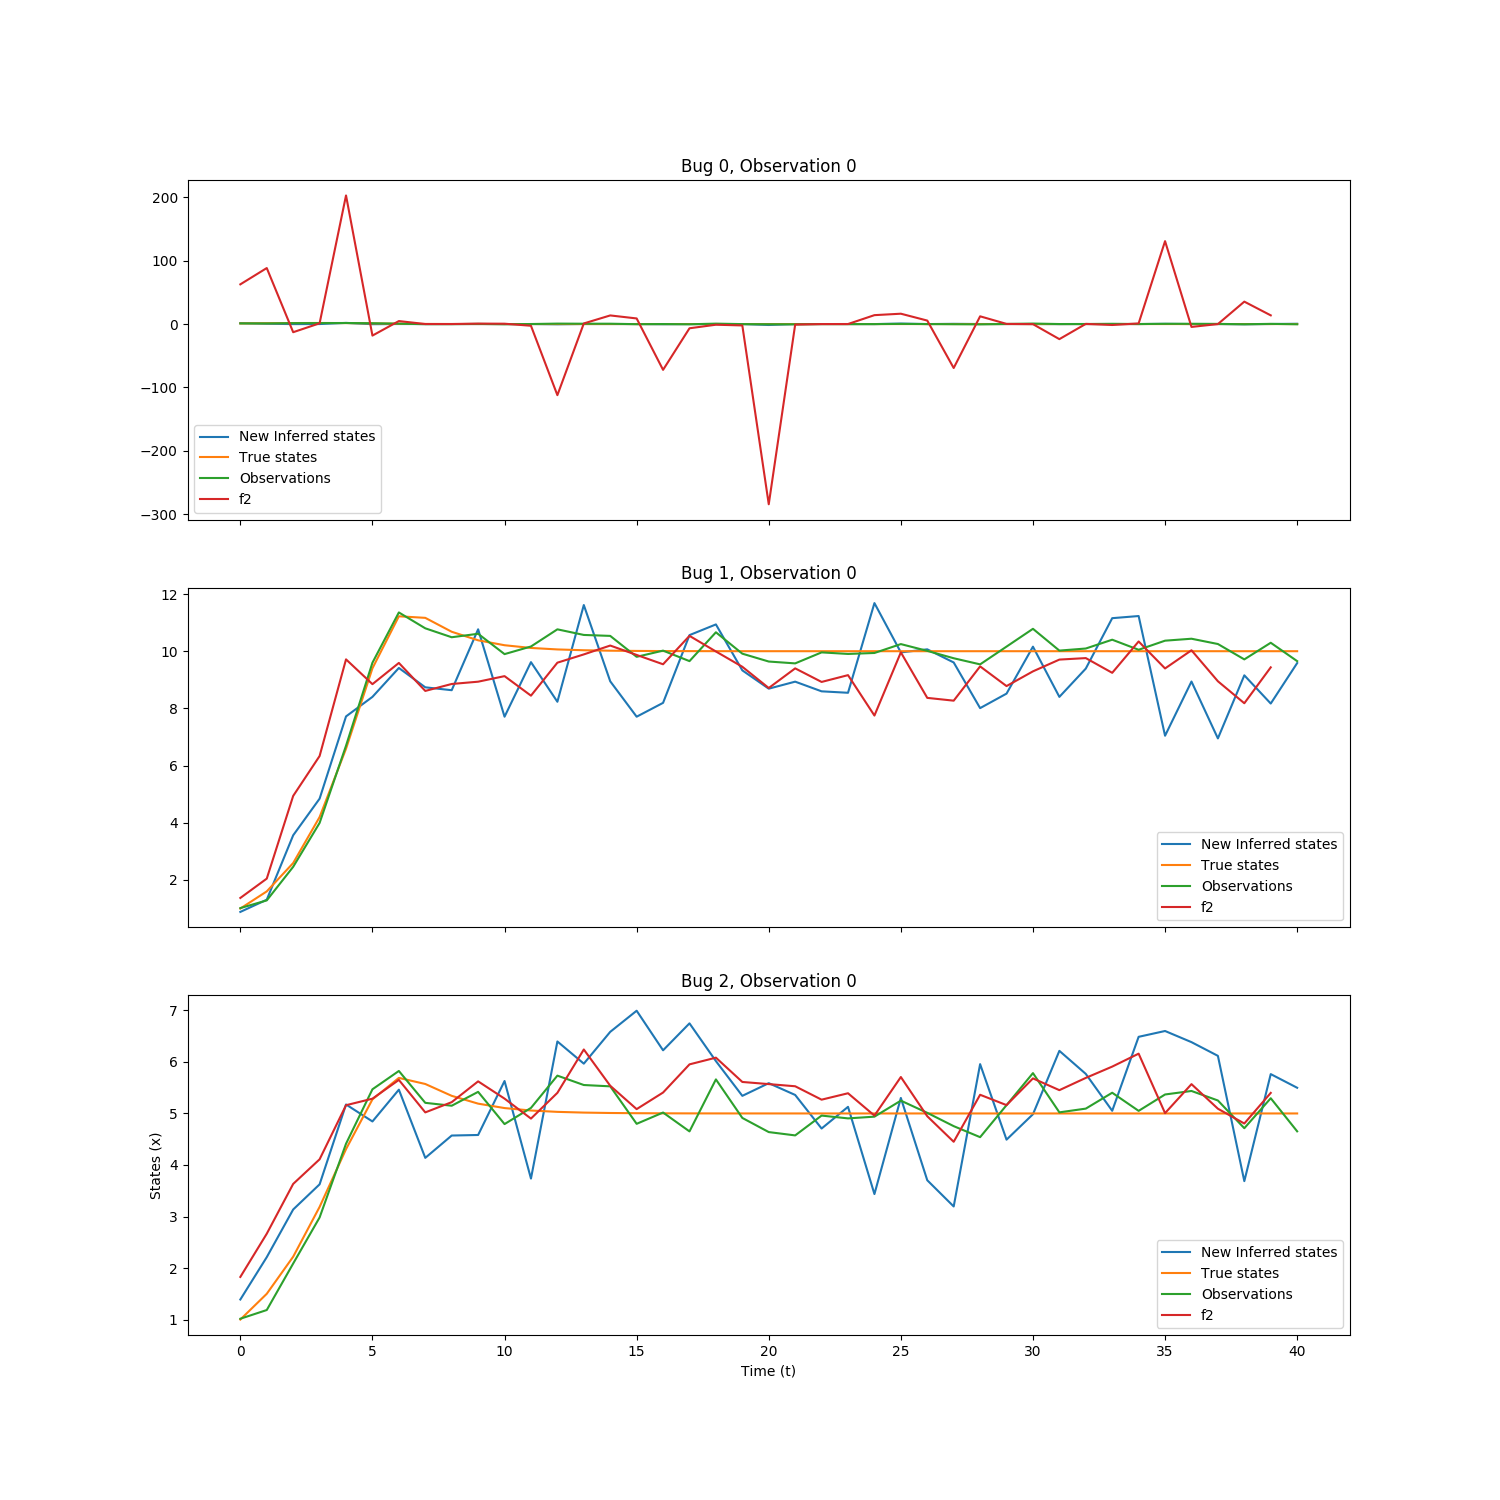 Bug 0, Observation 0
200
100
0
−100
−200
−300
New Inferred states
True states
Observations
f2
Bug 1, Observation 0
12
10
8
6
4
2
New Inferred states
True states
Observations
f2
Bug 2, Observation 0
7
6
5
4
3
2
1
States (x)
New Inferred states
True states
Observations
f2
0 5 10 15 20 25 30 35 40
Time (t)